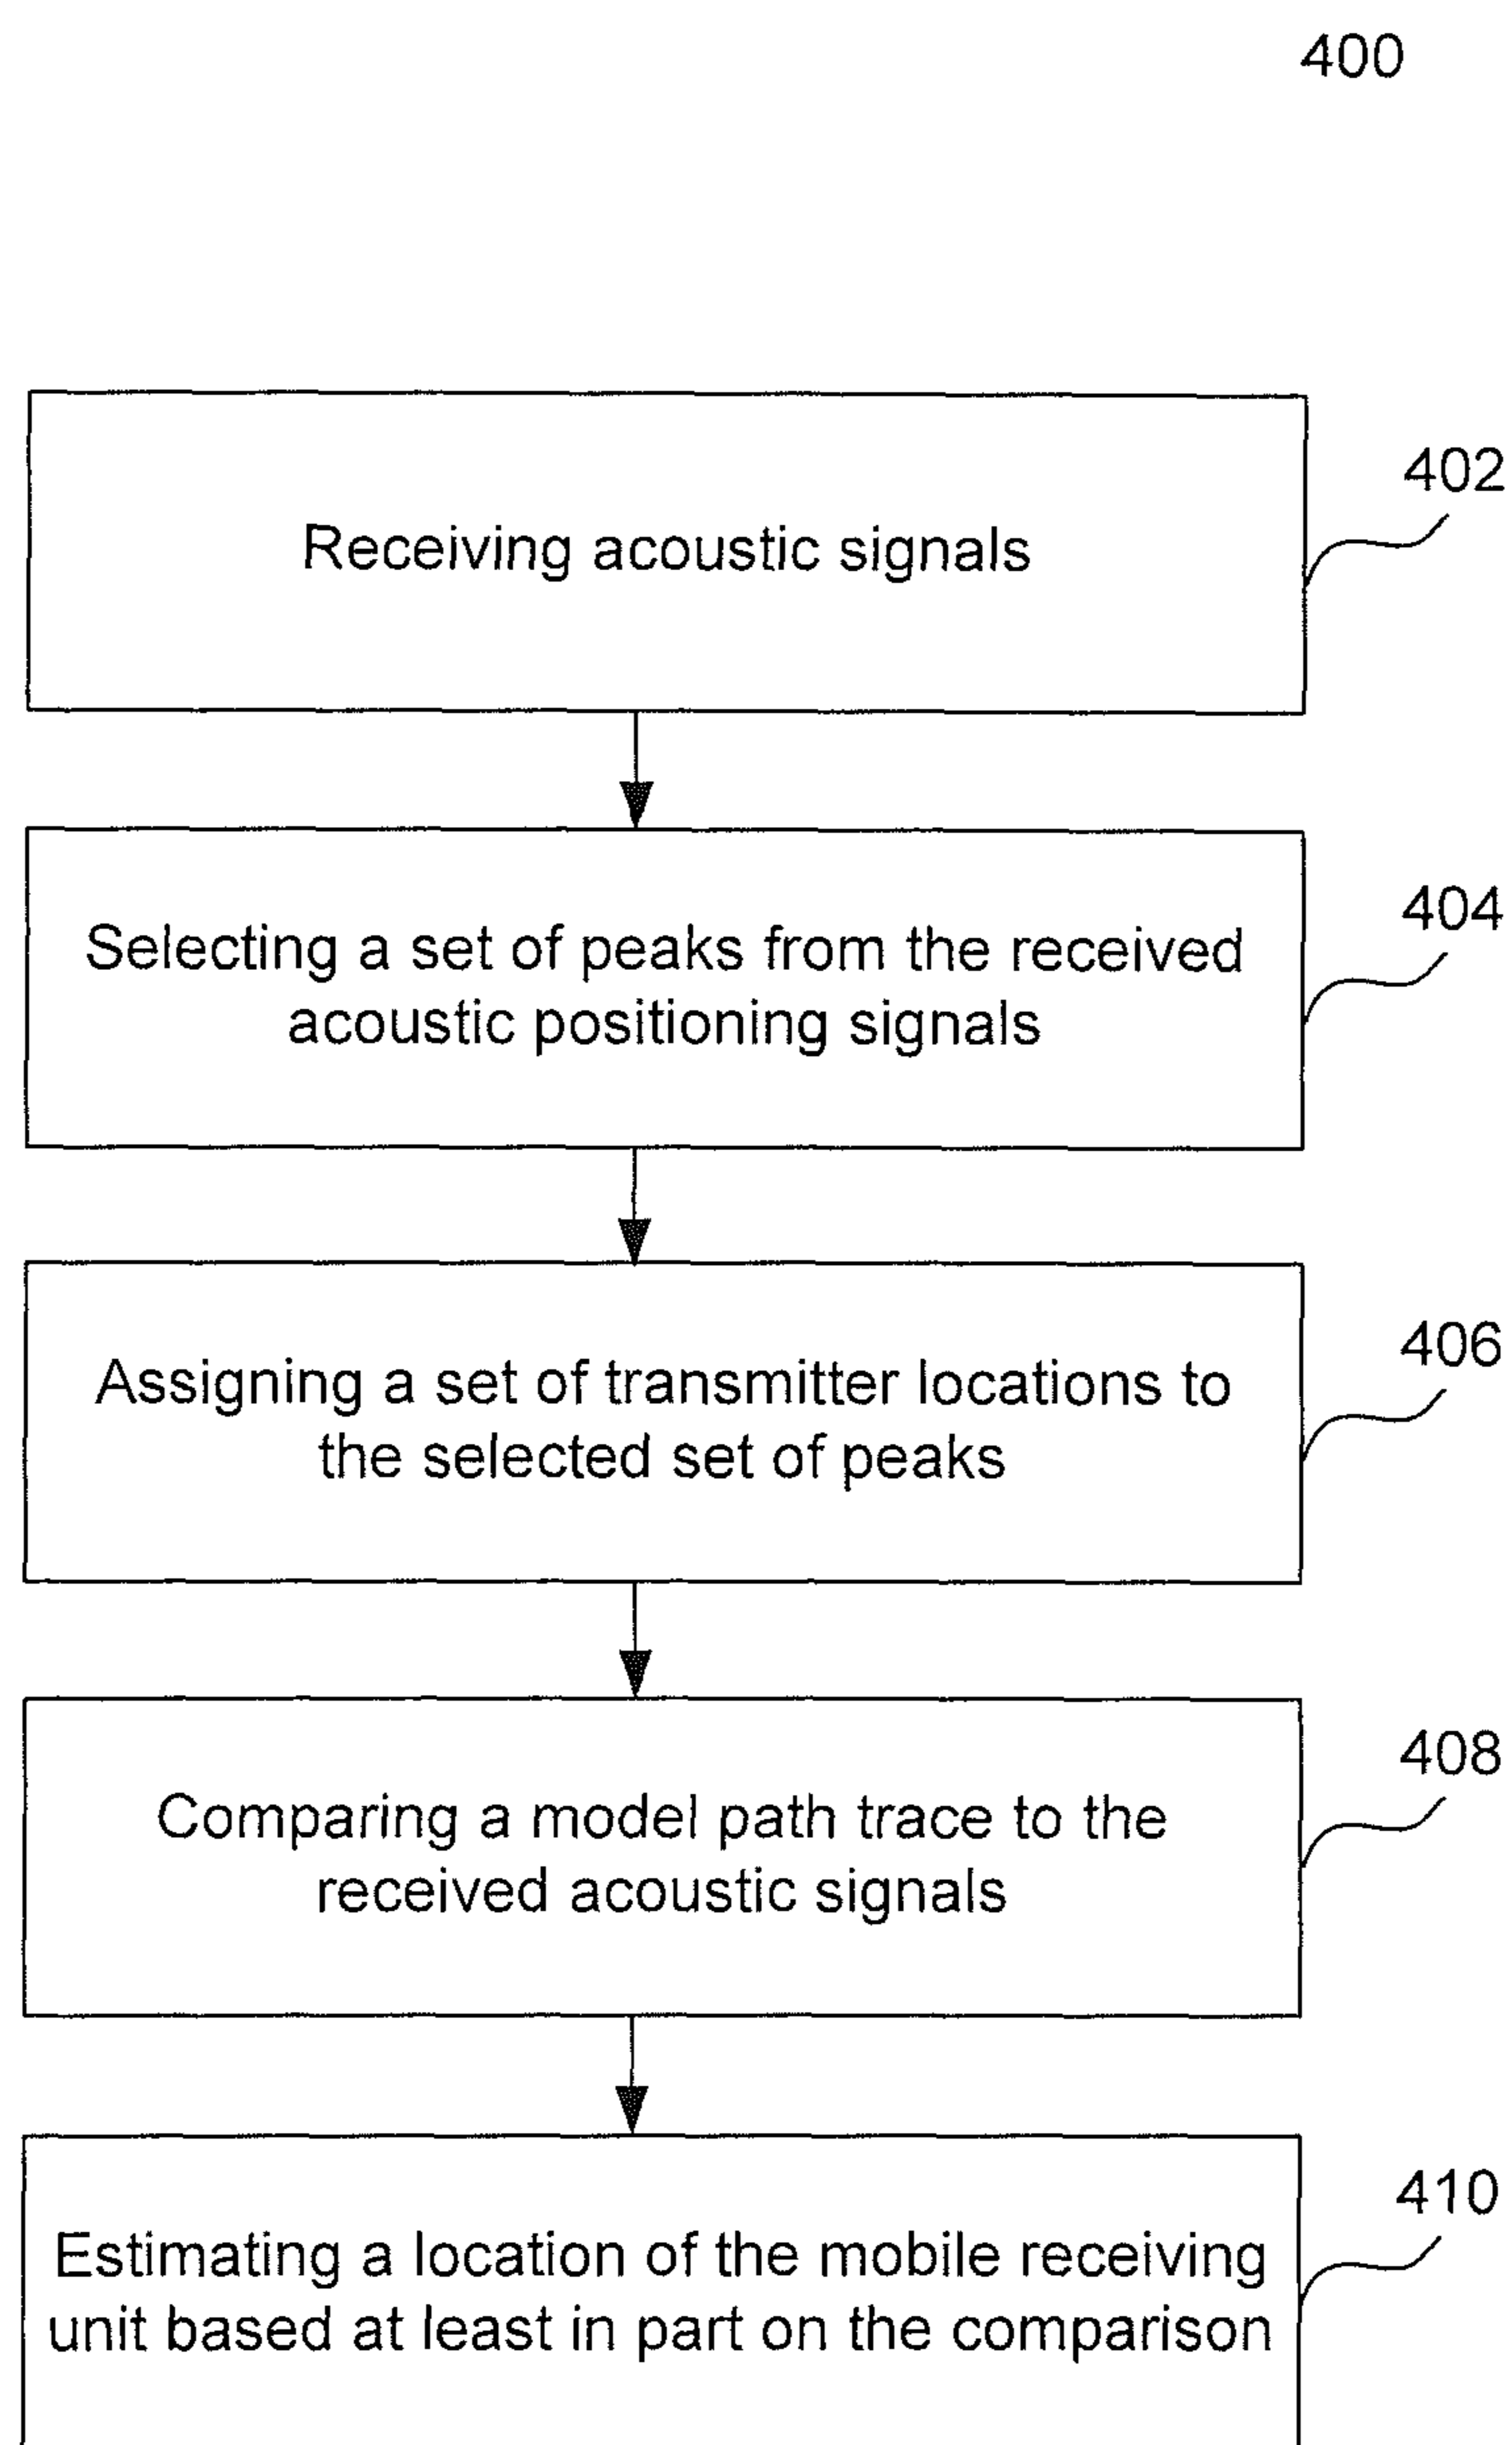 400
Receiving acoustic signals
402
Selecting a set of peaks from the received
acoustic positioning signals
404
Assigning a set of transmitter locations to
the selected set of peaks
406
Comparing a model path trace to the
received acoustic signals
408
Estimating a location of the mobile receiving
unit based at least in part on the comparison
410